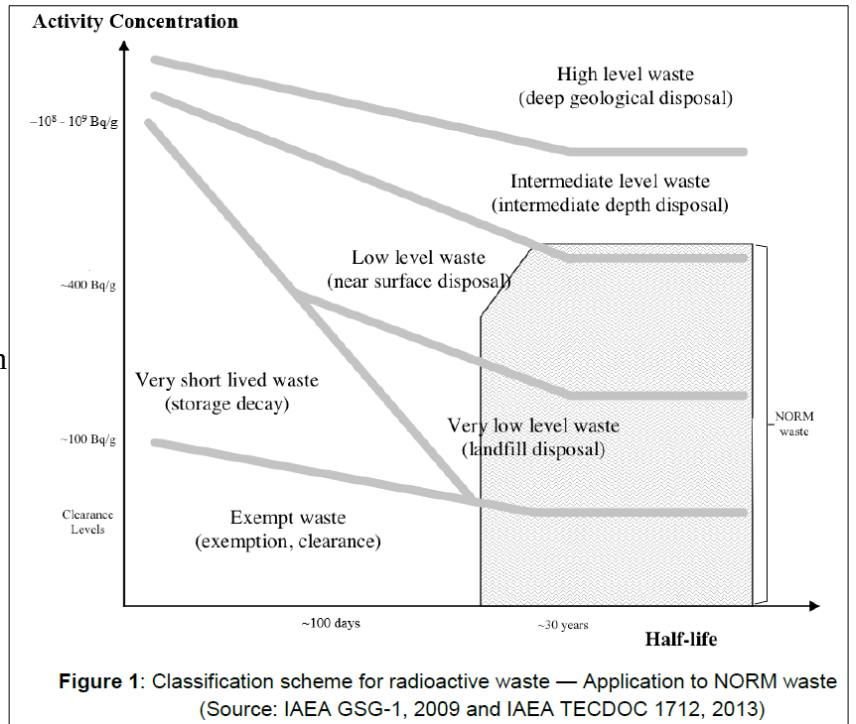 Activity Concentration
High level waste
(deep geological disposal)
~10⁸ - 10⁹ Bq/g
Intermediate level waste
(intermediate depth disposal)
Low level waste
(near surface disposal)
~400 Bq/g
n
Very short lived waste
(storage decay)
NORM
waste
Very low level waste
(landfill disposal)
~100 Bq/g
Clearance
Levels
Exempt waste
(exemption, clearance)
~100 days
~30 years
Half-life
Figure 1: Classification scheme for radioactive waste — Application to NORM waste
(Source: IAEA GSG-1, 2009 and IAEA TECDOC 1712, 2013)